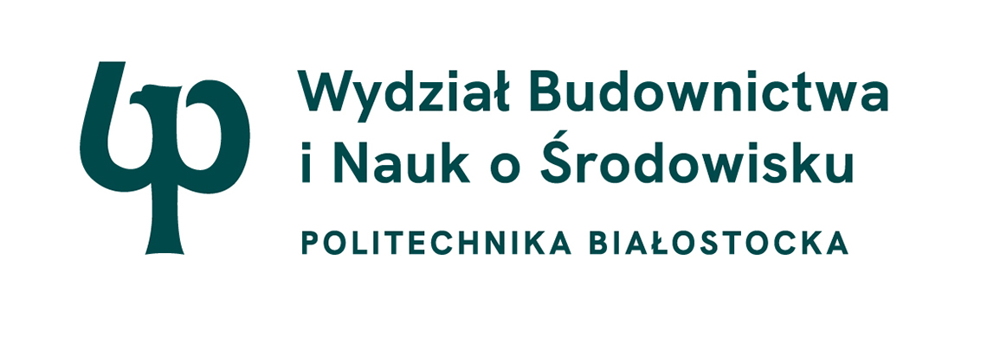 Wydział Budownictwa
i Nauk o Środowisku
POLITECHNIKA BIAŁOSTOCKA